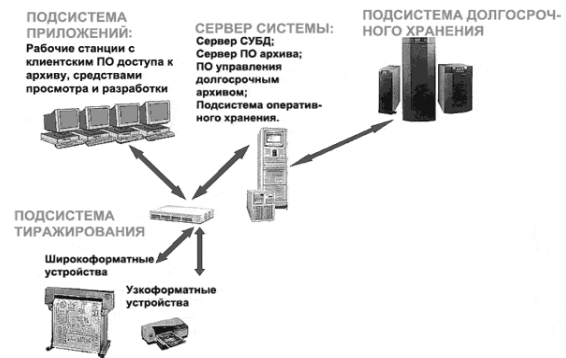 ПОДСИСТЕМА
ПРИЛОЖЕНИЙ:
Рабочие станции с
клиентским ПО доступа к
архиву, средствами
просмотра и разработки
СЕРВЕР СИСТЕМЫ:
Сервер СУБД;
Сервер ПО архива;
ПО управления
долгосрочным
архивом;
Подсистема оператив-
ного хранения.
ПОДСИСТЕМА ДОЛГОСРОЧ-
НОГО ХРАНЕНИЯ
ПОДСИСТЕМА
ТИРАЖИРОВАНИЯ
Широкоформатные
устройства
Узкоформатные
устройства